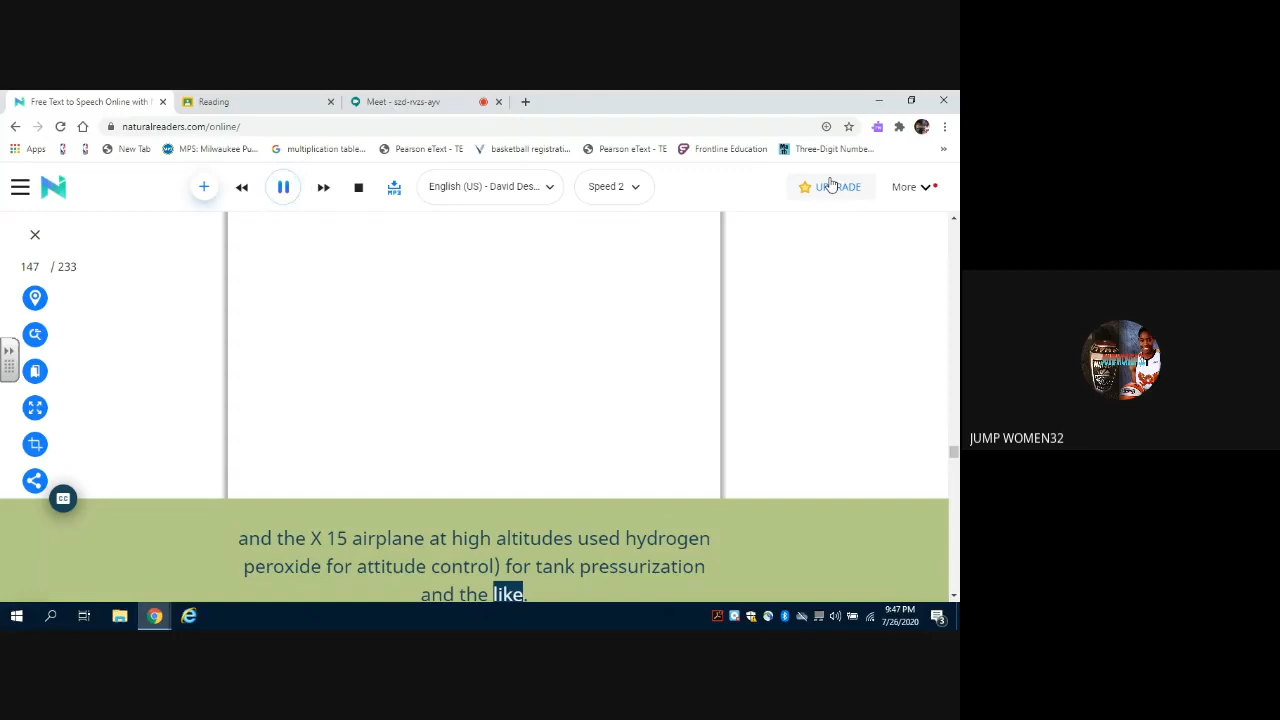 Free Text to Speech Online with
Reading
Meet - szd-rvzs-ayv
naturalreaders.com/online/
Apps
New Tab
MPS: Milwaukee Pu...
multiplication table...
Pearson eText - TE
basketball registrati...
Pearson eText - TE
Frontline Education
Three-Digit Numbe...
»
MP3
English (US) - David Des...
Speed 2
UPGRADE
More
147 / 233
CC
and the X 15 airplane at high altitudes used hydrogen
peroxide for attitude control) for tank pressurization
and the like.
JUMP WOMEN32
9:47 PM
7/26/2020
3